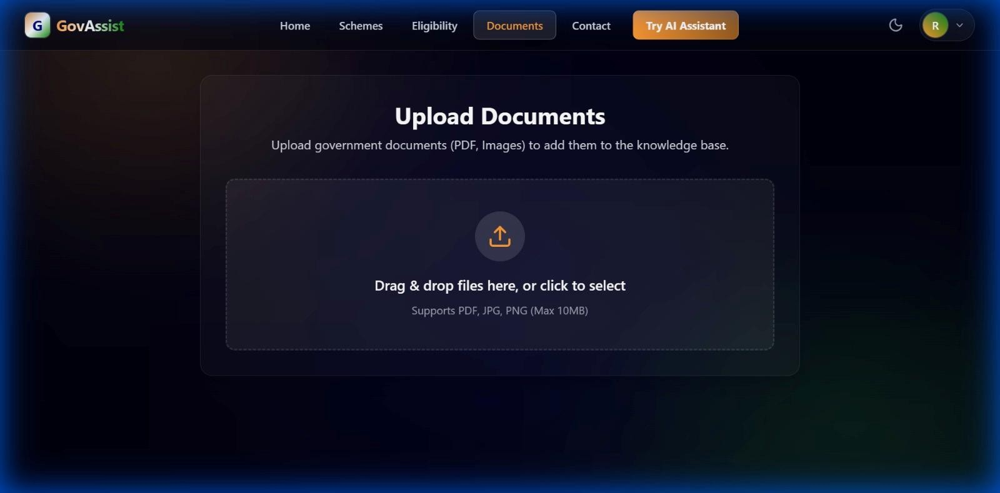 G GovAssist
Home Schemes Eligibility Documents Contact Try AI Assistant R
Upload Documents
Upload government documents (PDF, Images) to add them to the knowledge base.
Drag & drop files here, or click to select
Supports PDF, JPG, PNG (Max 10MB)